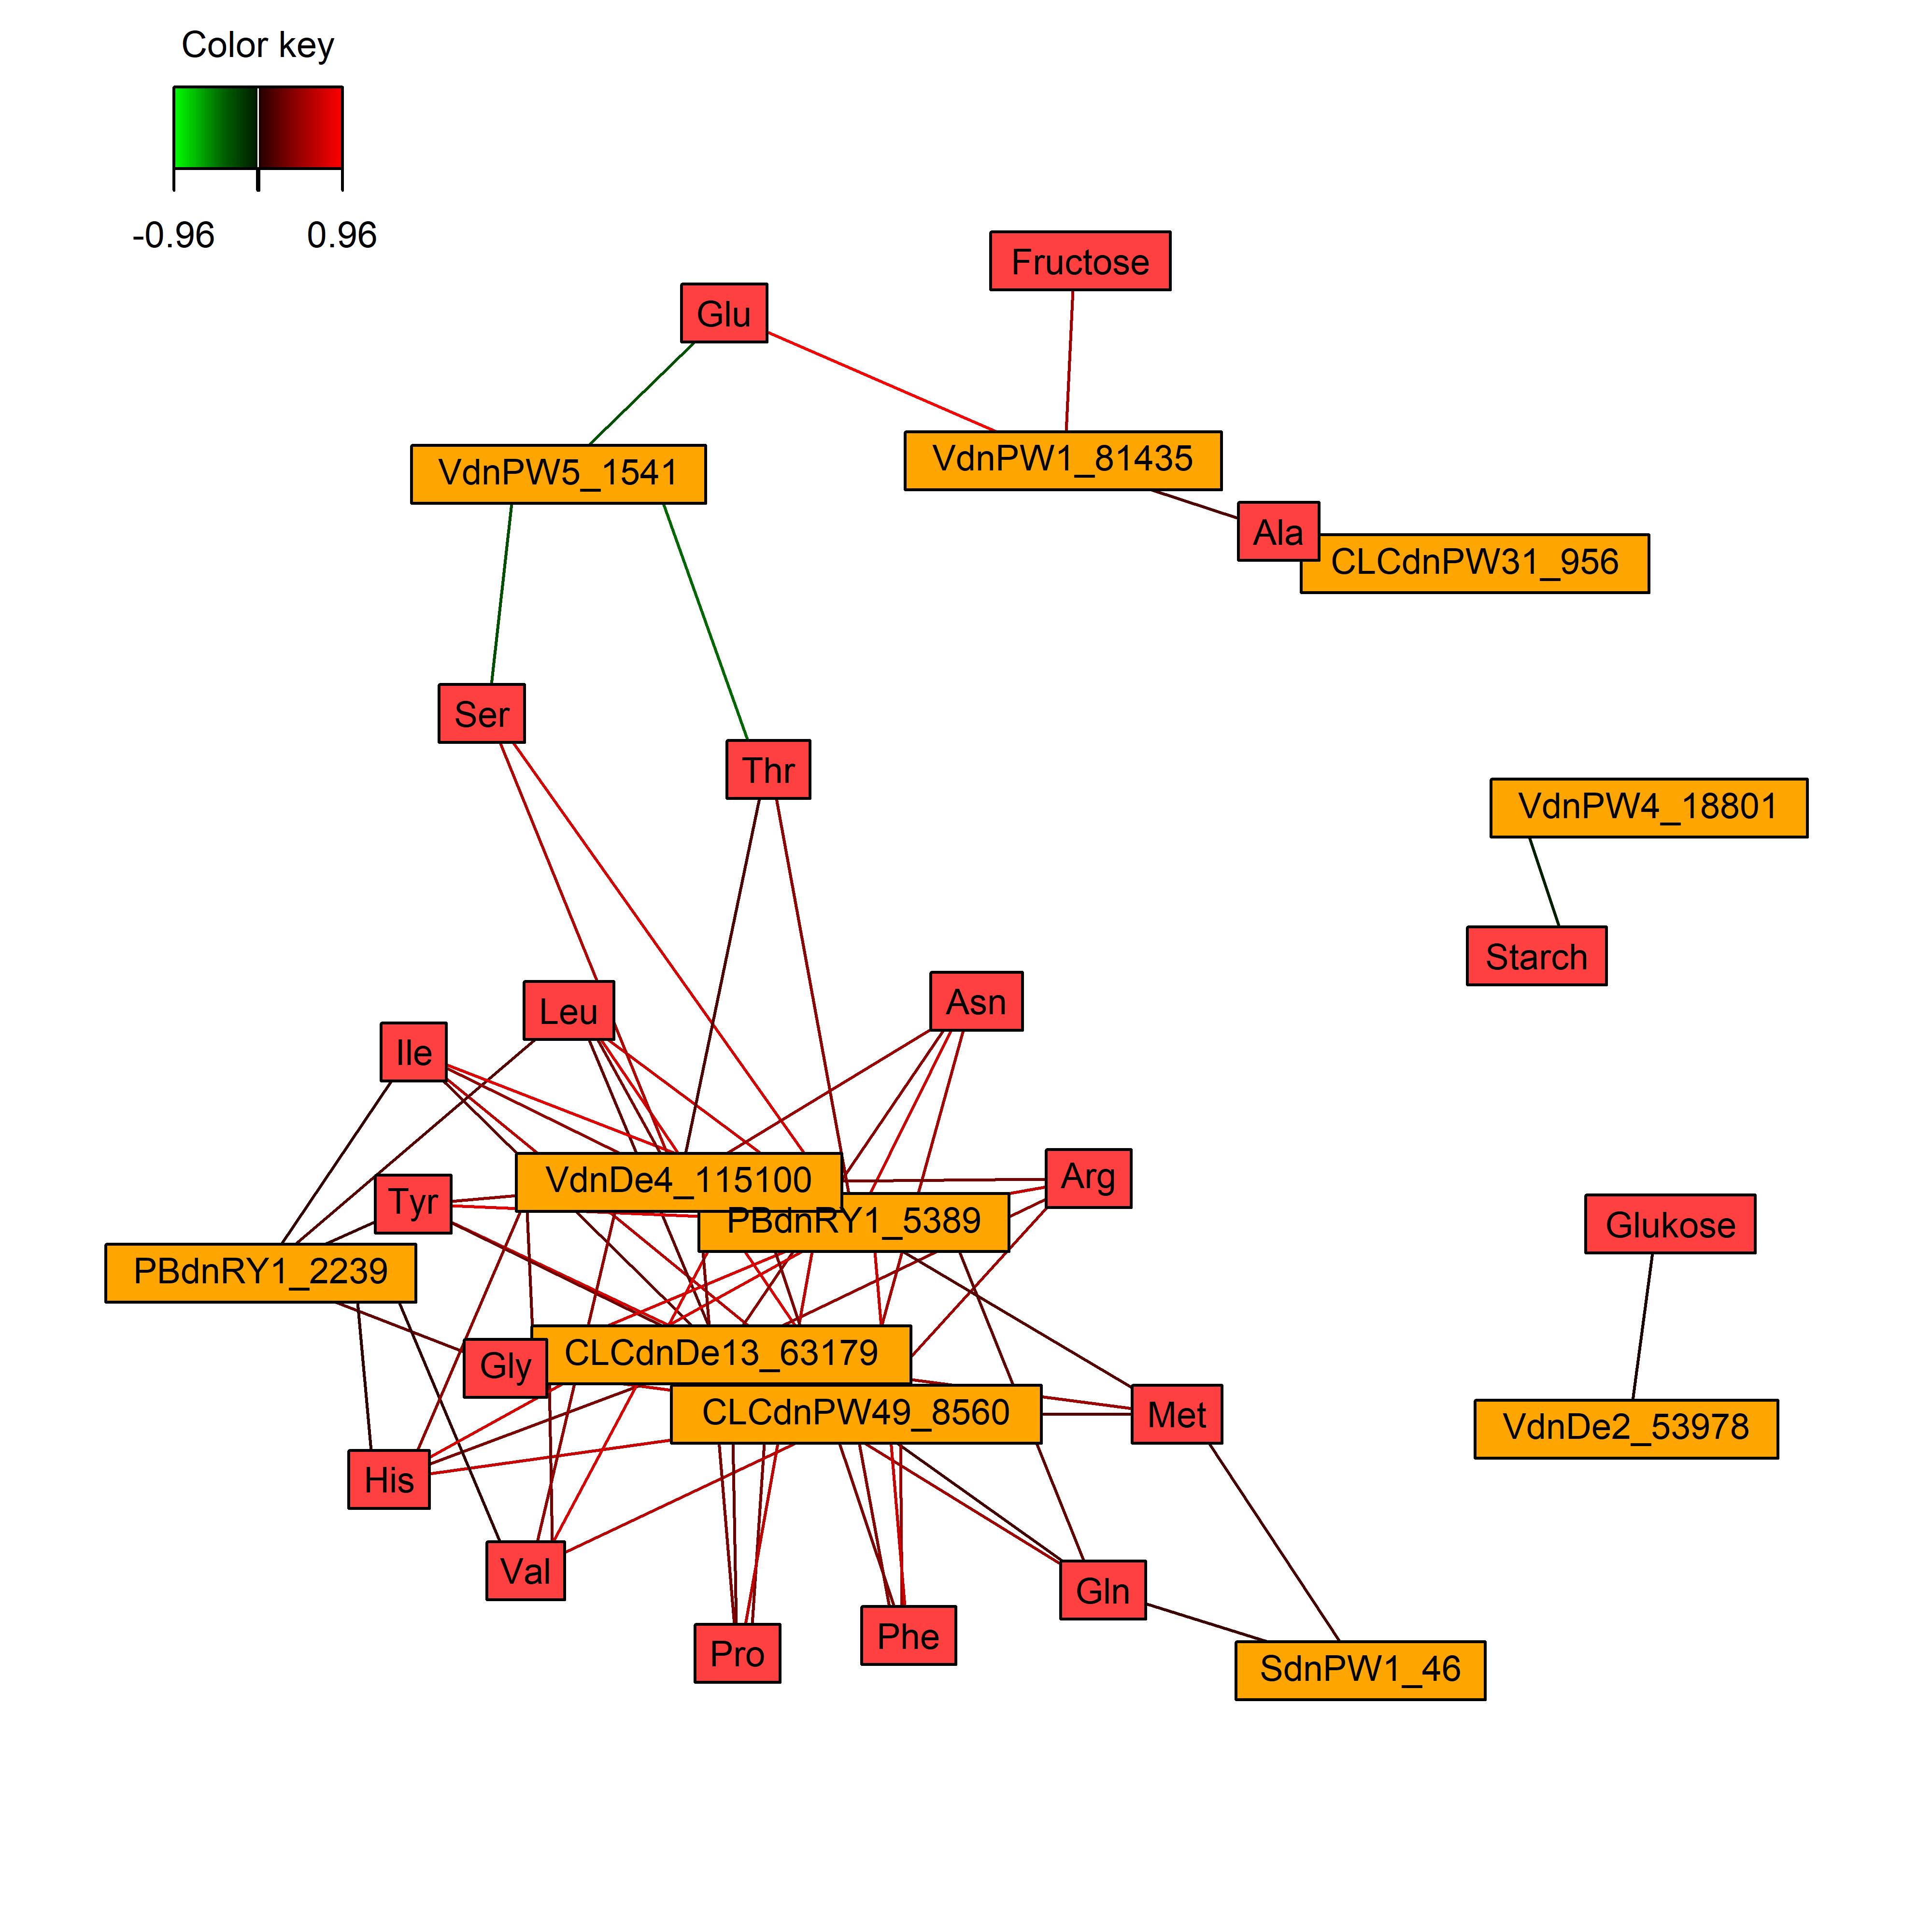 Color key
-0.96 0.96
Fructose
Glu
VdnPW1_81435
VdnPW5_1541
Ala
CLCdnPW31_956
Ser
Thr
VdnPW4_18801
Starch
Asn
Leu
Ile
Arg
VdnDe4_115100
Tyr
PBdnRY1_5389
Glukose
PBdnRY1_2239
CLCdnDe13_63179
Gly
CLCdnPW49_8560
Met
VdnDe2_53978
His
Val
Gln
Phe
Pro
SdnPW1_46